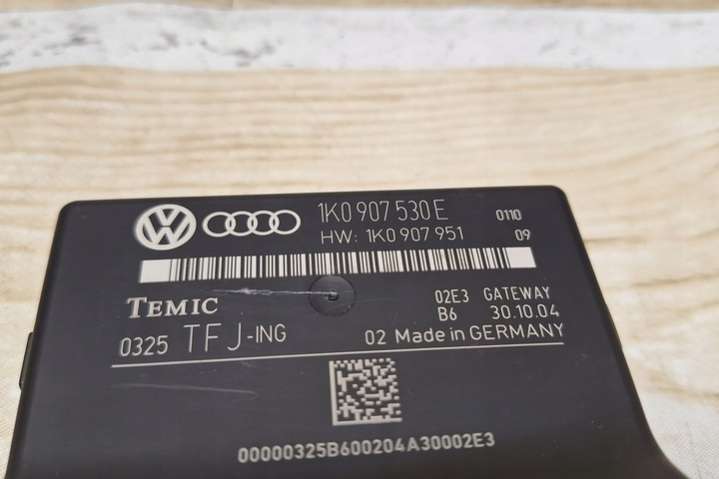 1K0 907 530 E 0110
HW: 1K0 907 951 09
TEMIC 02E3 GATEWAY
B6 30.10.04
0325 TFJ-ING 02 Made in GERMANY
00000325B600204A30002E3